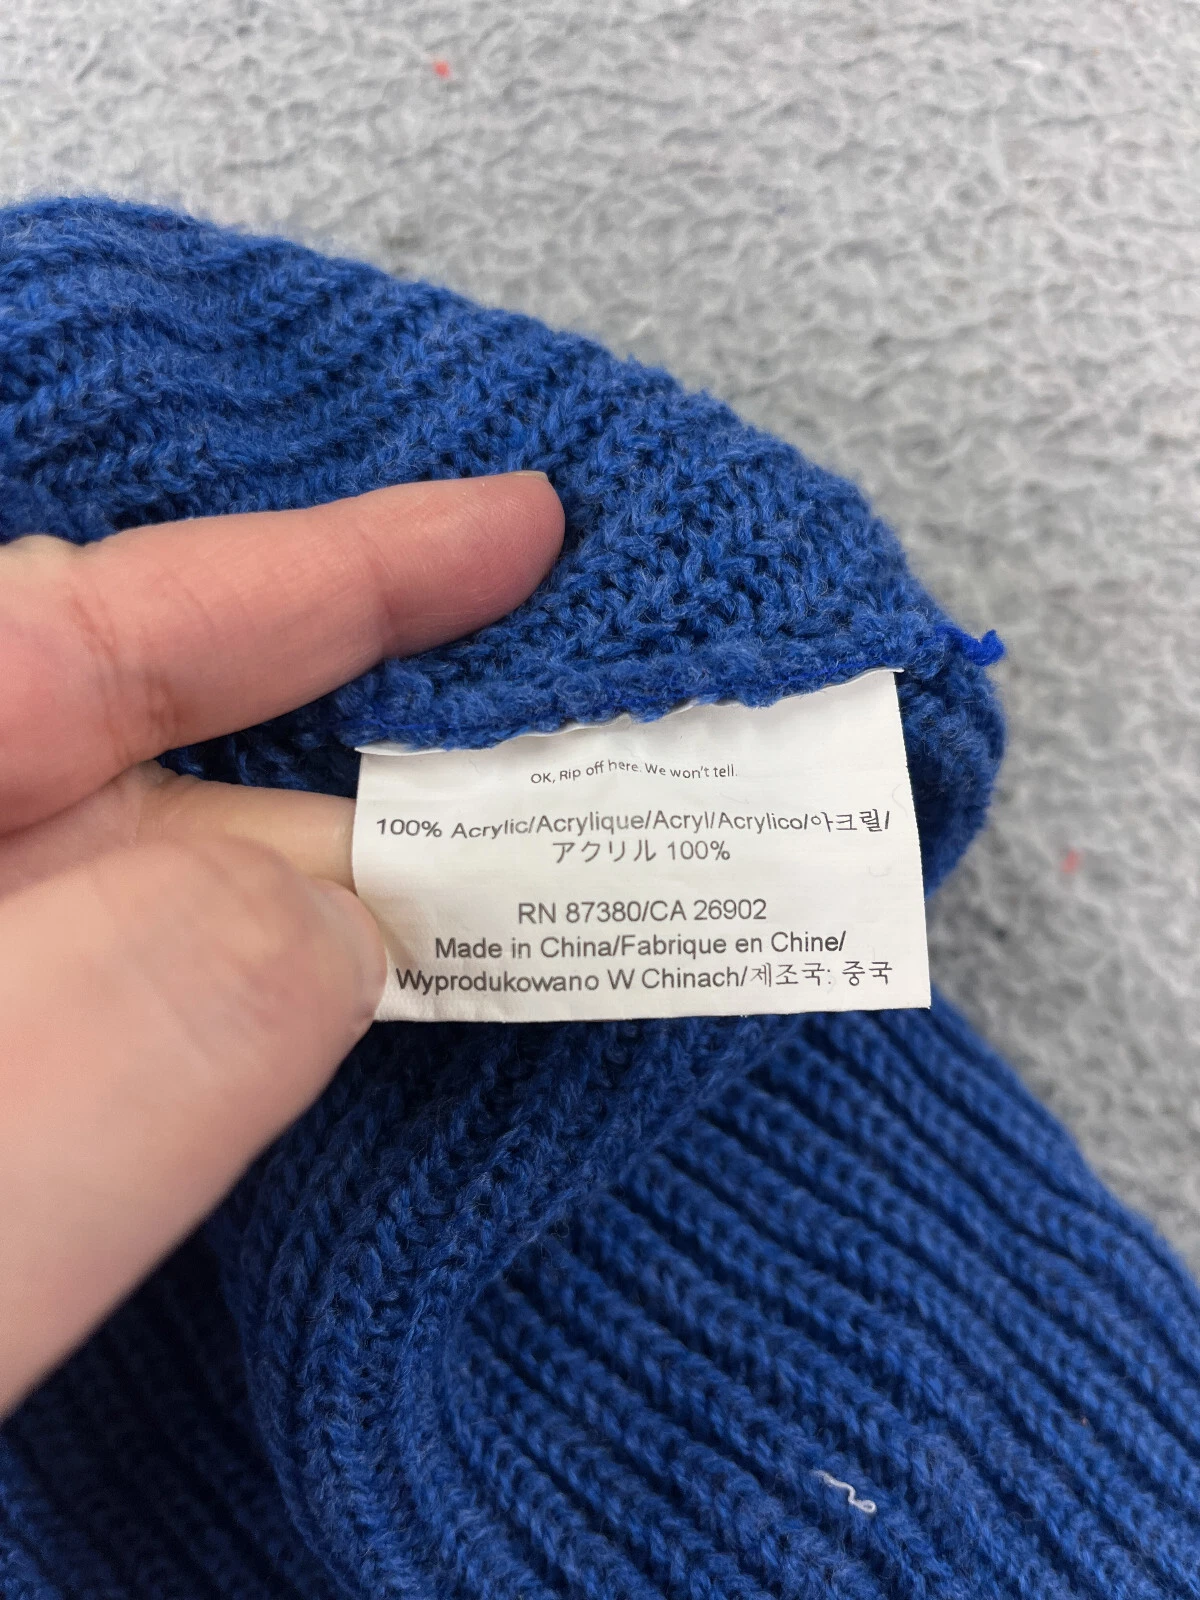 OK, Rip off here. We won't tell.
100% Acrylic/Acrylique/Acryl/Acrylico/아크릴/
アクリル 100%
RN 87380/CA 26902
Made in China/Fabrique en Chine/
Wyprodukowano W Chinach/제조국: 중국